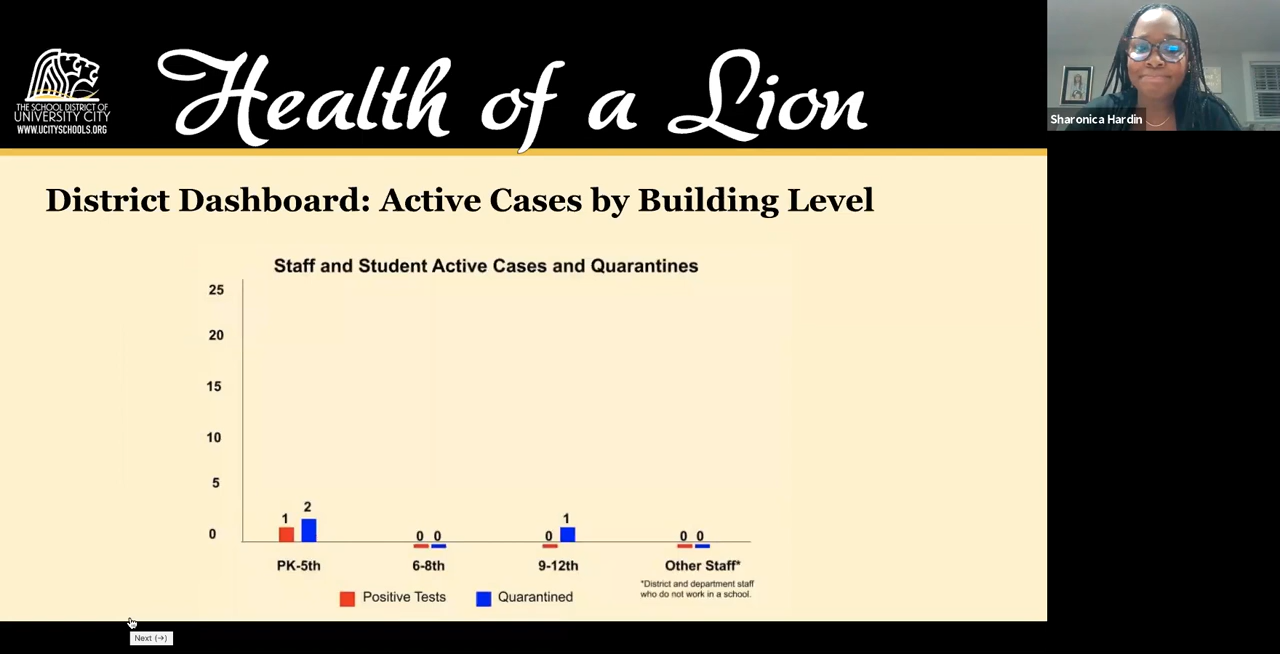 THE SCHOOL DISTRICT OF
UNIVERSITY CITY
WWW.UCITYSCHOOLS.ORG
Health of a Lion
Sharonica Hardin
District Dashboard: Active Cases by Building Level
Staff and Student Active Cases and Quarantines
25
20
15
10
5
0
1 2
0 0
0 1
0 0
PK-5th 6-8th 9-12th Other Staff*
*District and department staff
who do not work in a school.
Positive Tests Quarantined
Next (→)